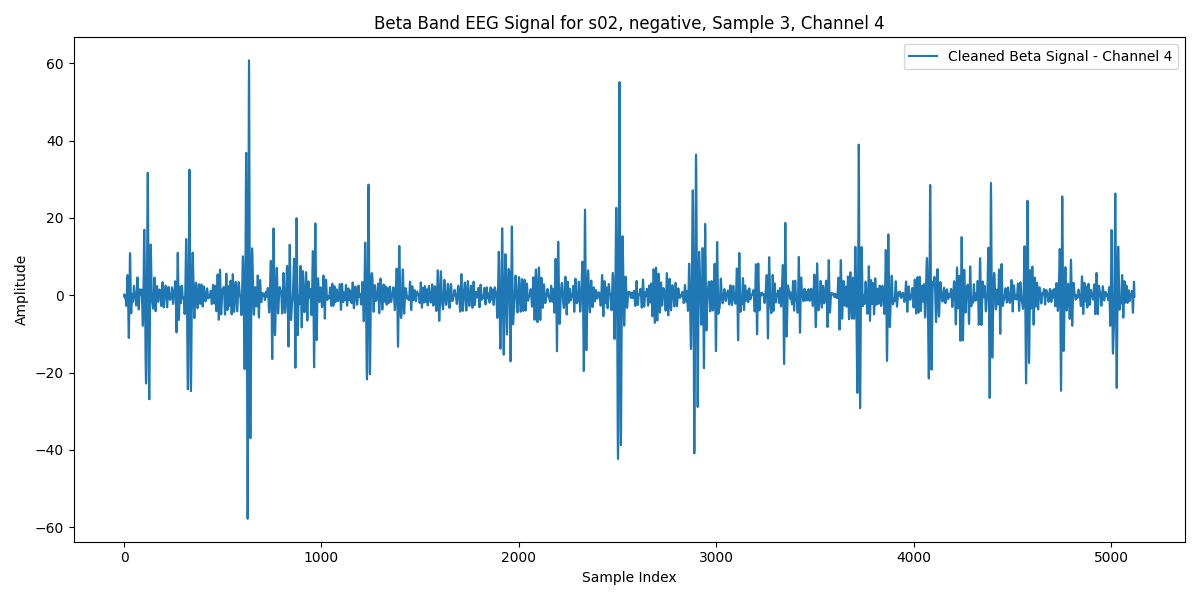 Beta Band EEG Signal for s02, negative, Sample 3, Channel 4
Cleaned Beta Signal - Channel 4
60
40
20
0
−20
−40
−60
Amplitude
0 1000 2000 3000 4000 5000
Sample Index